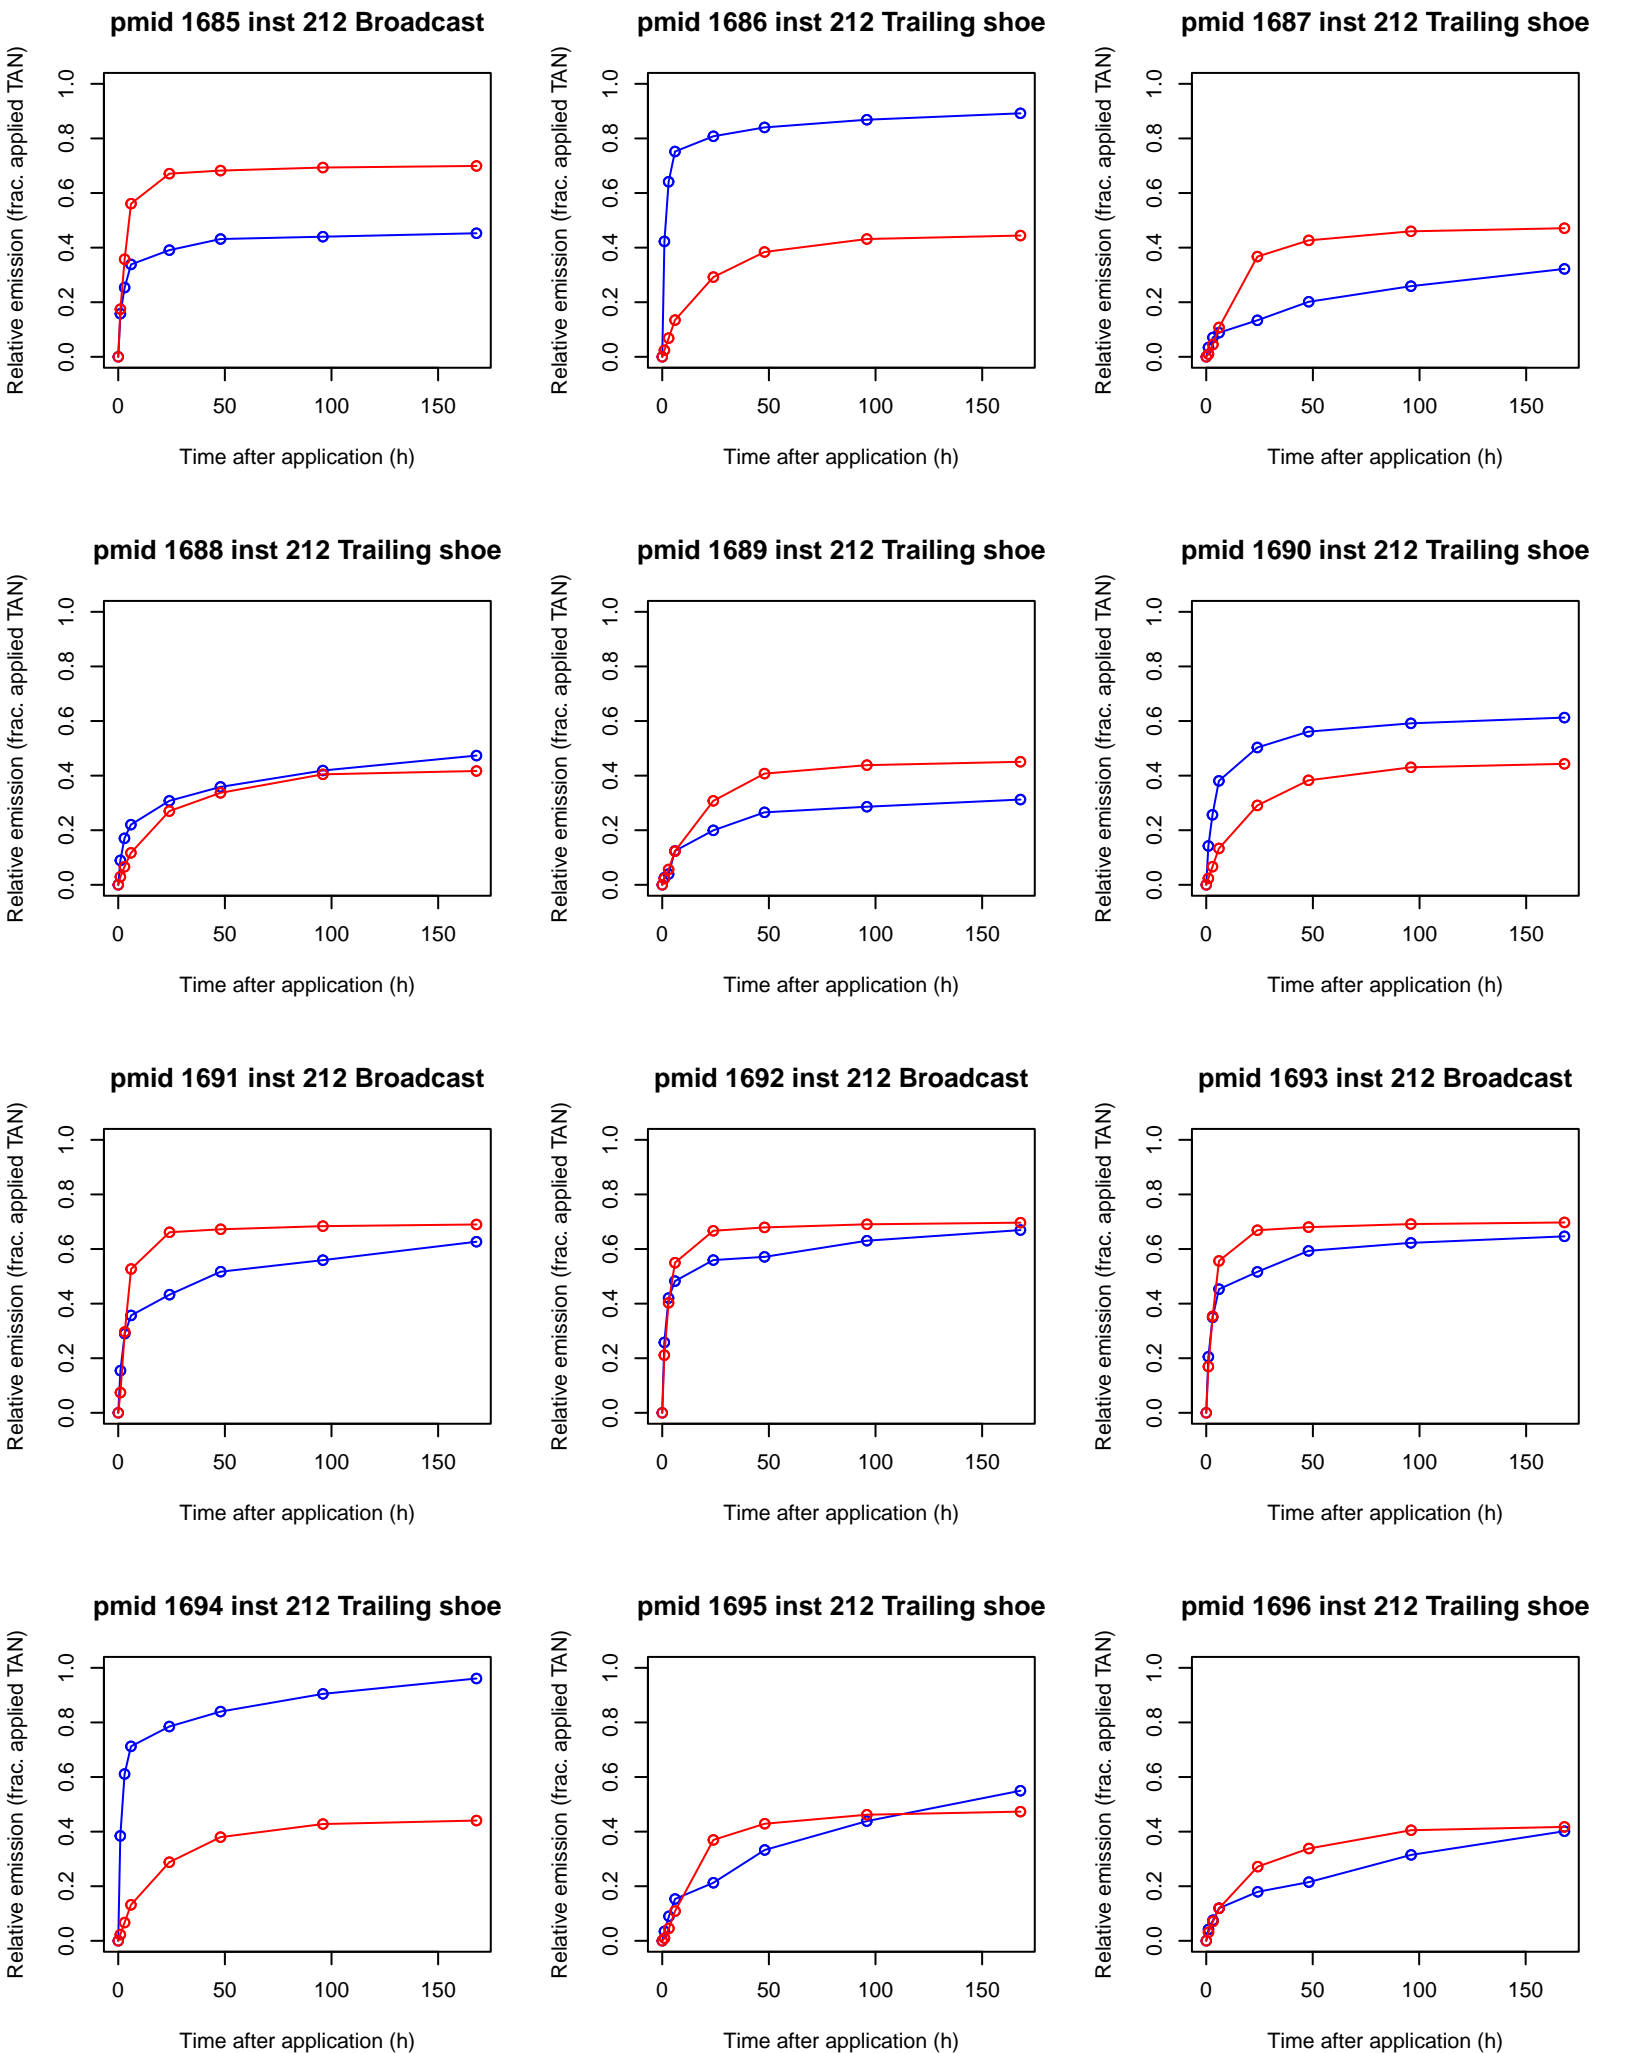 pmid 1685 inst 212 Broadcast
Relative emission (frac. applied TAN)
0.0 0.2 0.4 0.6 0.8 1.0
0 50 100 150
Time after application (h)
pmid 1686 inst 212 Trailing shoe
Relative emission (frac. applied TAN)
0.0 0.2 0.4 0.6 0.8 1.0
0 50 100 150
Time after application (h)
pmid 1687 inst 212 Trailing shoe
Relative emission (frac. applied TAN)
0.0 0.2 0.4 0.6 0.8 1.0
0 50 100 150
Time after application (h)
pmid 1688 inst 212 Trailing shoe
Relative emission (frac. applied TAN)
0.0 0.2 0.4 0.6 0.8 1.0
0 50 100 150
Time after application (h)
pmid 1689 inst 212 Trailing shoe
Relative emission (frac. applied TAN)
0.0 0.2 0.4 0.6 0.8 1.0
0 50 100 150
Time after application (h)
pmid 1690 inst 212 Trailing shoe
Relative emission (frac. applied TAN)
0.0 0.2 0.4 0.6 0.8 1.0
0 50 100 150
Time after application (h)
pmid 1691 inst 212 Broadcast
Relative emission (frac. applied TAN)
0.0 0.2 0.4 0.6 0.8 1.0
0 50 100 150
Time after application (h)
pmid 1692 inst 212 Broadcast
Relative emission (frac. applied TAN)
0.0 0.2 0.4 0.6 0.8 1.0
0 50 100 150
Time after application (h)
pmid 1693 inst 212 Broadcast
Relative emission (frac. applied TAN)
0.0 0.2 0.4 0.6 0.8 1.0
0 50 100 150
Time after application (h)
pmid 1694 inst 212 Trailing shoe
Relative emission (frac. applied TAN)
0.0 0.2 0.4 0.6 0.8 1.0
0 50 100 150
Time after application (h)
pmid 1695 inst 212 Trailing shoe
Relative emission (frac. applied TAN)
0.0 0.2 0.4 0.6 0.8 1.0
0 50 100 150
Time after application (h)
pmid 1696 inst 212 Trailing shoe
Relative emission (frac. applied TAN)
0.0 0.2 0.4 0.6 0.8 1.0
0 50 100 150
Time after application (h)